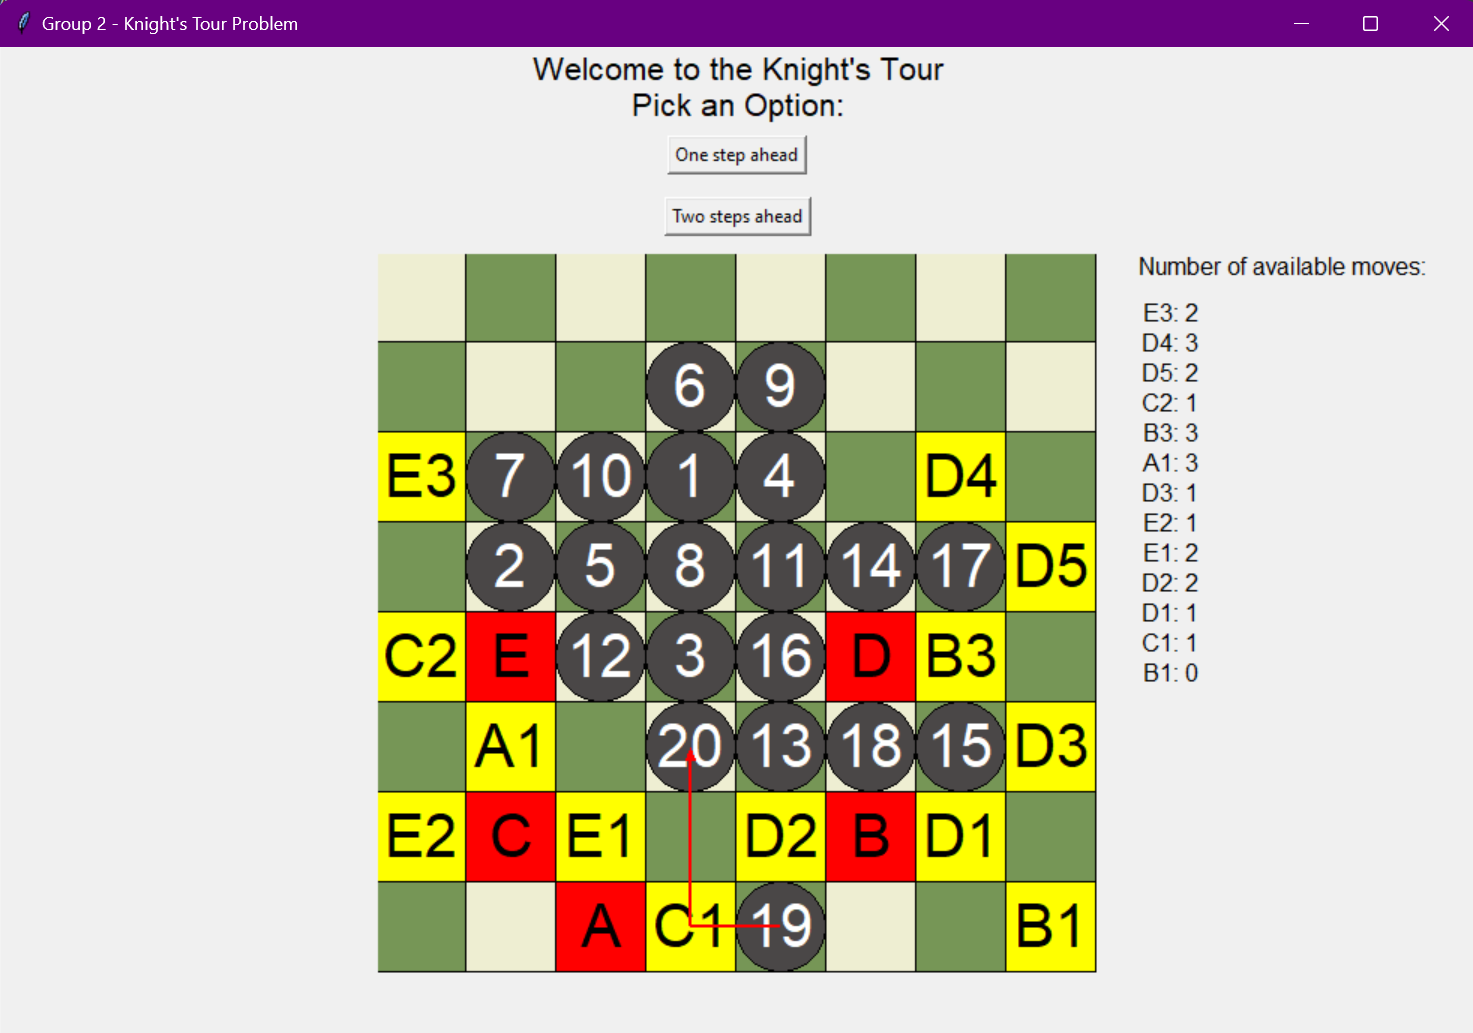 Group 2 - Knight's Tour Problem
Welcome to the Knight's Tour
Pick an Option:
One step ahead
Two steps ahead
6 9
E3 7 10 1 4 D4
2 5 8 11 14 17 D5
C2 E 12 3 16 D B3
A1 20 13 18 15 D3
E2 C E1 D2 B D1
A C1 19 B1
Number of available moves:
E3: 2
D4: 3
D5: 2
C2: 1
B3: 3
A1: 3
D3: 1
E2: 1
E1: 2
D2: 2
D1: 1
C1: 1
B1: 0